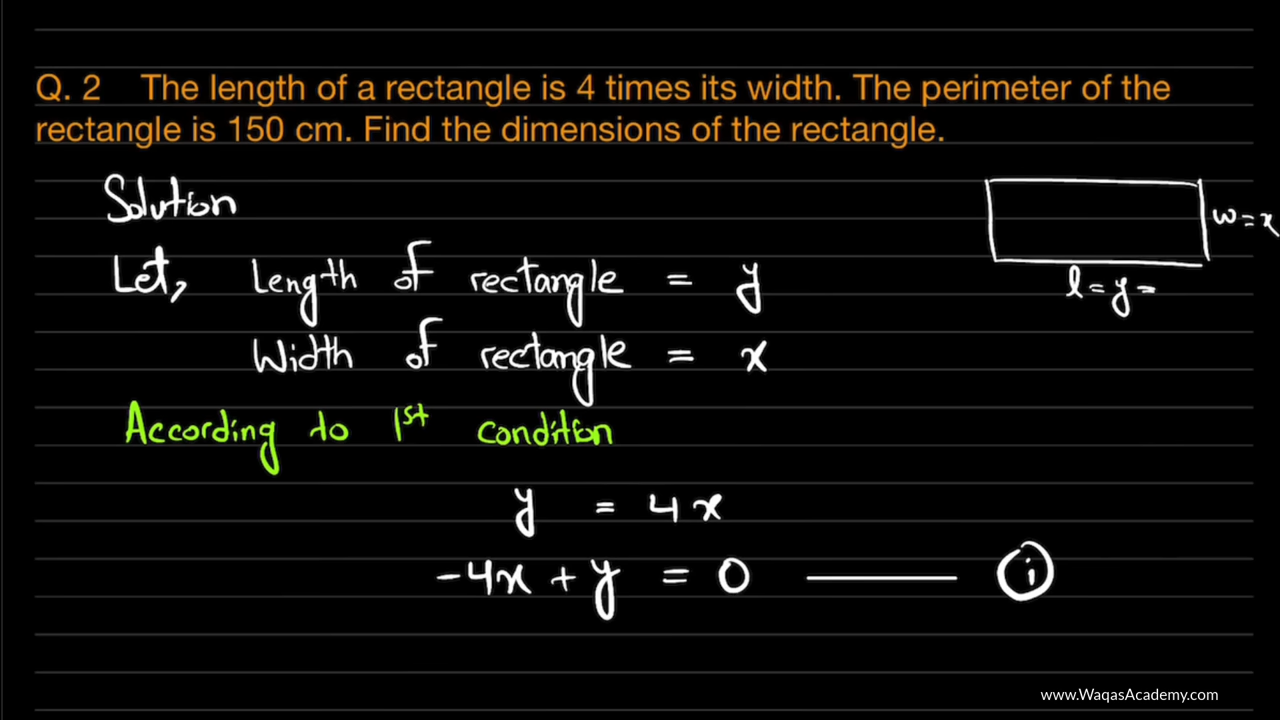 Q. 2 The length of a rectangle is 4 times its width. The perimeter of the
rectangle is 150 cm. Find the dimensions of the rectangle.
Solution
w = x
Let, Length of rectangle = y
l = y =
Width of rectangle = x
According to 1st condition
y = 4x
-4x + y = 0 —— i
www.WaqasAcademy.com